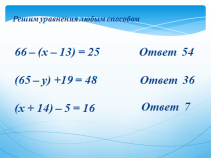 Решим уравнения любым способом
66 – (x – 13) = 25 Ответ 54
(65 – y) +19 = 48 Ответ 36
(x + 14) – 5 = 16 Ответ 7